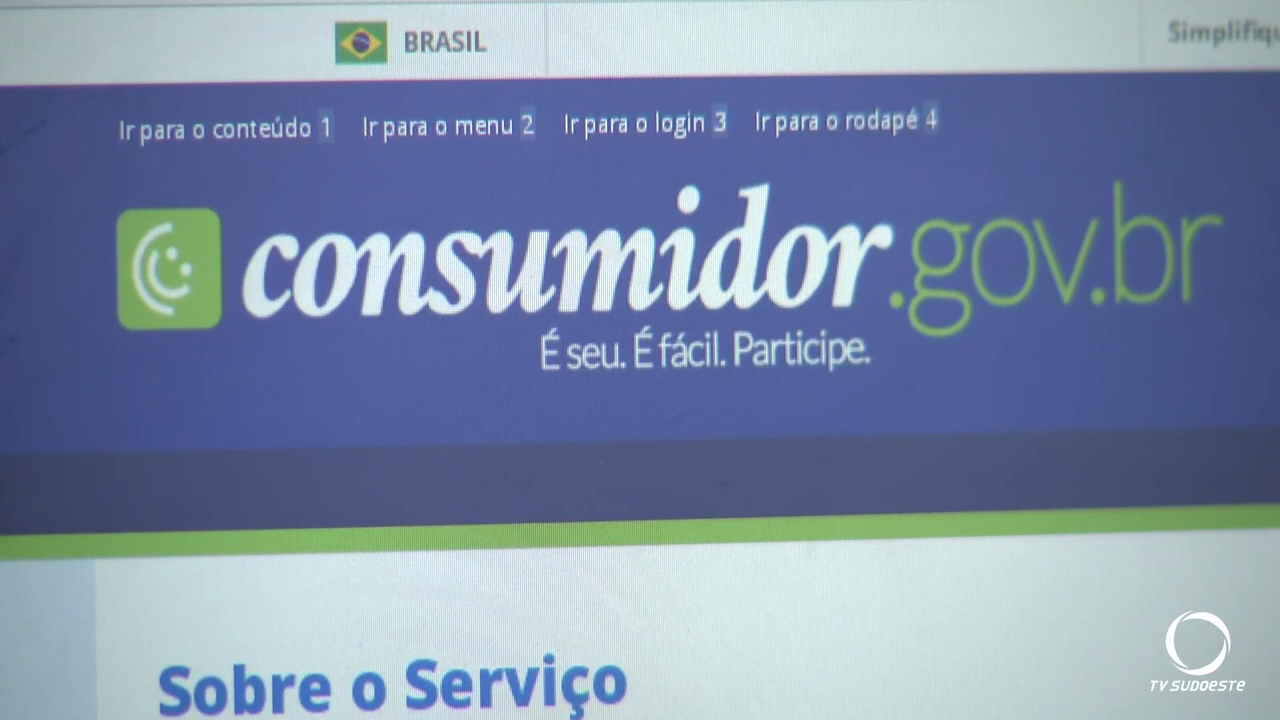 BRASIL
Ir para o conteúdo 1 Ir para o menu 2 Ir para o login 3 Ir para o rodapé 4
consumidor.gov.br
É seu. É fácil. Participe.
Sobre o Serviço
TV SUDOESTE